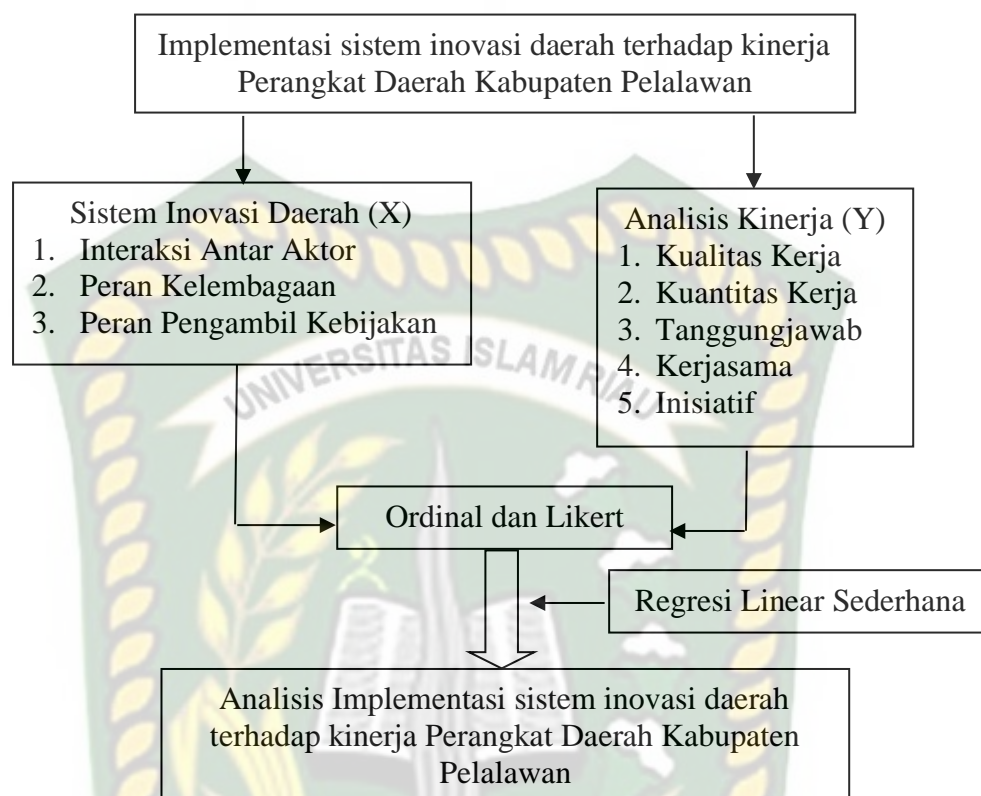 Implementasi sistem inovasi daerah terhadap kinerja
Perangkat Daerah Kabupaten Pelalawan
Sistem Inovasi Daerah (X)
1. Interaksi Antar Aktor
2. Peran Kelembagaan
3. Peran Pengambil Kebijakan
Analisis Kinerja (Y)
1. Kualitas Kerja
2. Kuantitas Kerja
3. Tanggungjawab
4. Kerjasama
5. Inisiatif
UNIVERSITAS ISLAM RIAU
Ordinal dan Likert
Regresi Linear Sederhana
Analisis Implementasi sistem inovasi daerah
terhadap kinerja Perangkat Daerah Kabupaten
Pelalawan